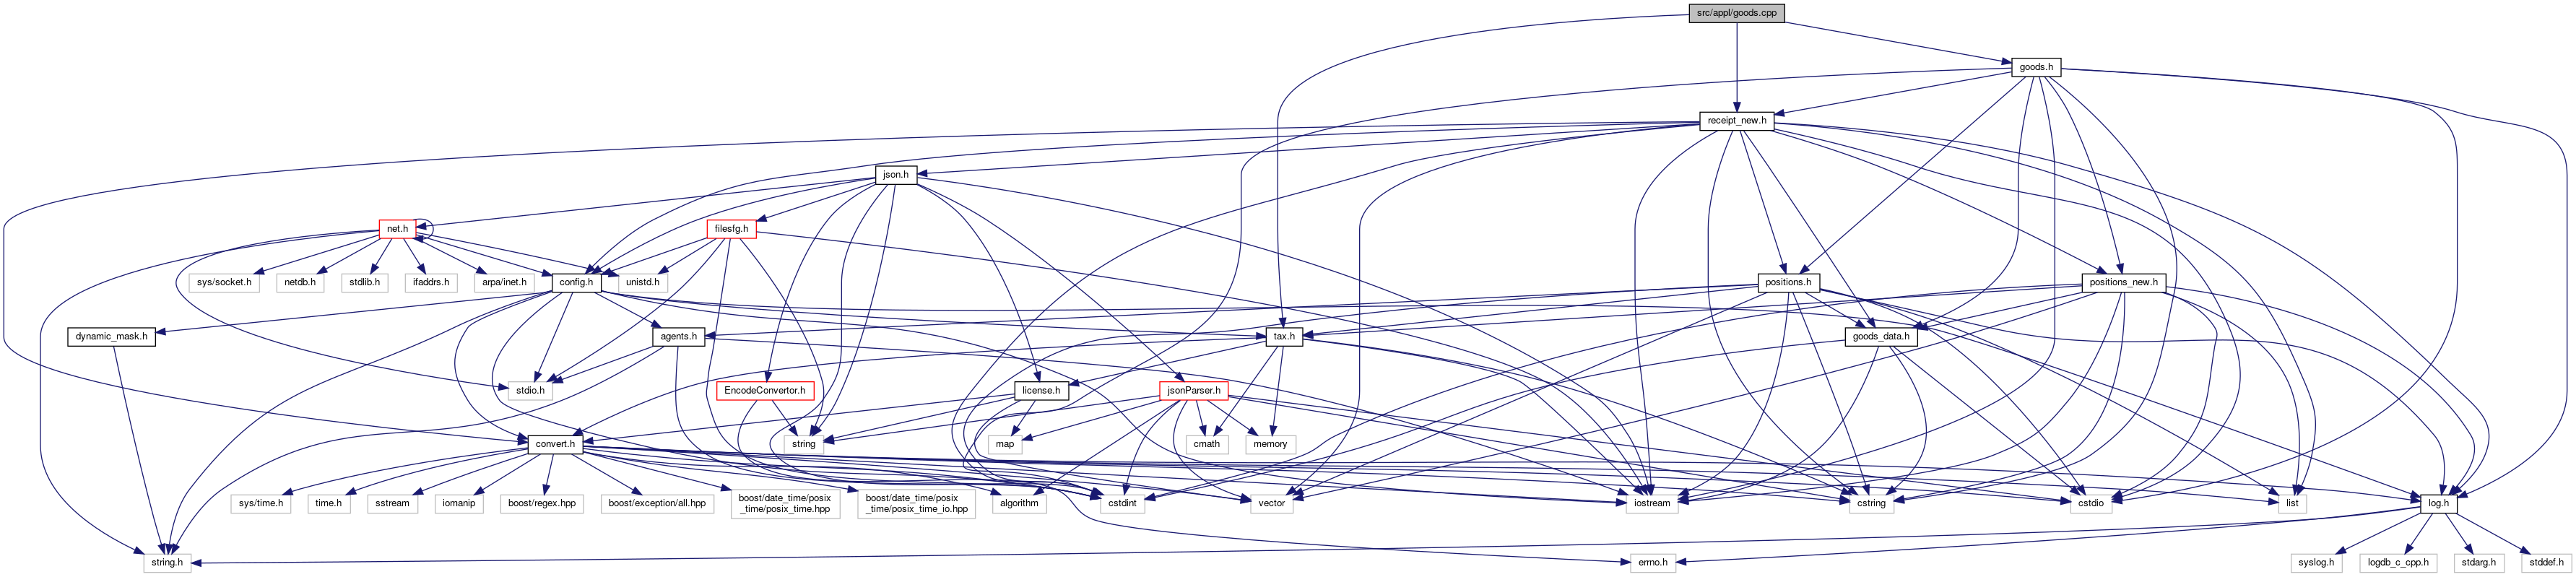 src/appl/goods.cpp
goods.h
receipt_new.h
json.h
net.h
filesfg.h
sys/socket.h
netdb.h
stdlib.h
ifaddrs.h
arpa/inet.h
config.h
unistd.h
positions.h
positions_new.h
dynamic_mask.h
agents.h
tax.h
goods_data.h
stdio.h
EncodeConvertor.h
license.h
jsonParser.h
convert.h
string
map
cmath
memory
sys/time.h
time.h
sstream
iomanip
boost/regex.hpp
boost/exception/all.hpp
boost/date_time/posix
_time/posix_time.hpp
boost/date_time/posix
_time/posix_time_io.hpp
algorithm
cstdint
vector
iostream
cstring
cstdio
list
log.h
string.h
errno.h
syslog.h
logdb_c_cpp.h
stdarg.h
stddef.h